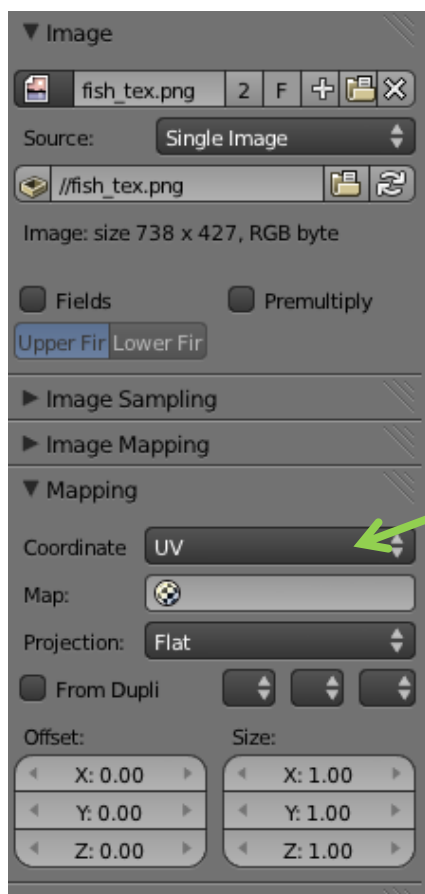 Image
fish_tex.png 2 F
Source: Single Image
//fish_tex.png
Image: size 738 x 427, RGB byte
Fields Premultiply
Upper Fir Lower Fir
Image Sampling
Image Mapping
Mapping
Coordinate UV
Map:
Projection: Flat
From Dupli
Offset: Size:
X: 0.00 X: 1.00
Y: 0.00 Y: 1.00
Z: 0.00 Z: 1.00